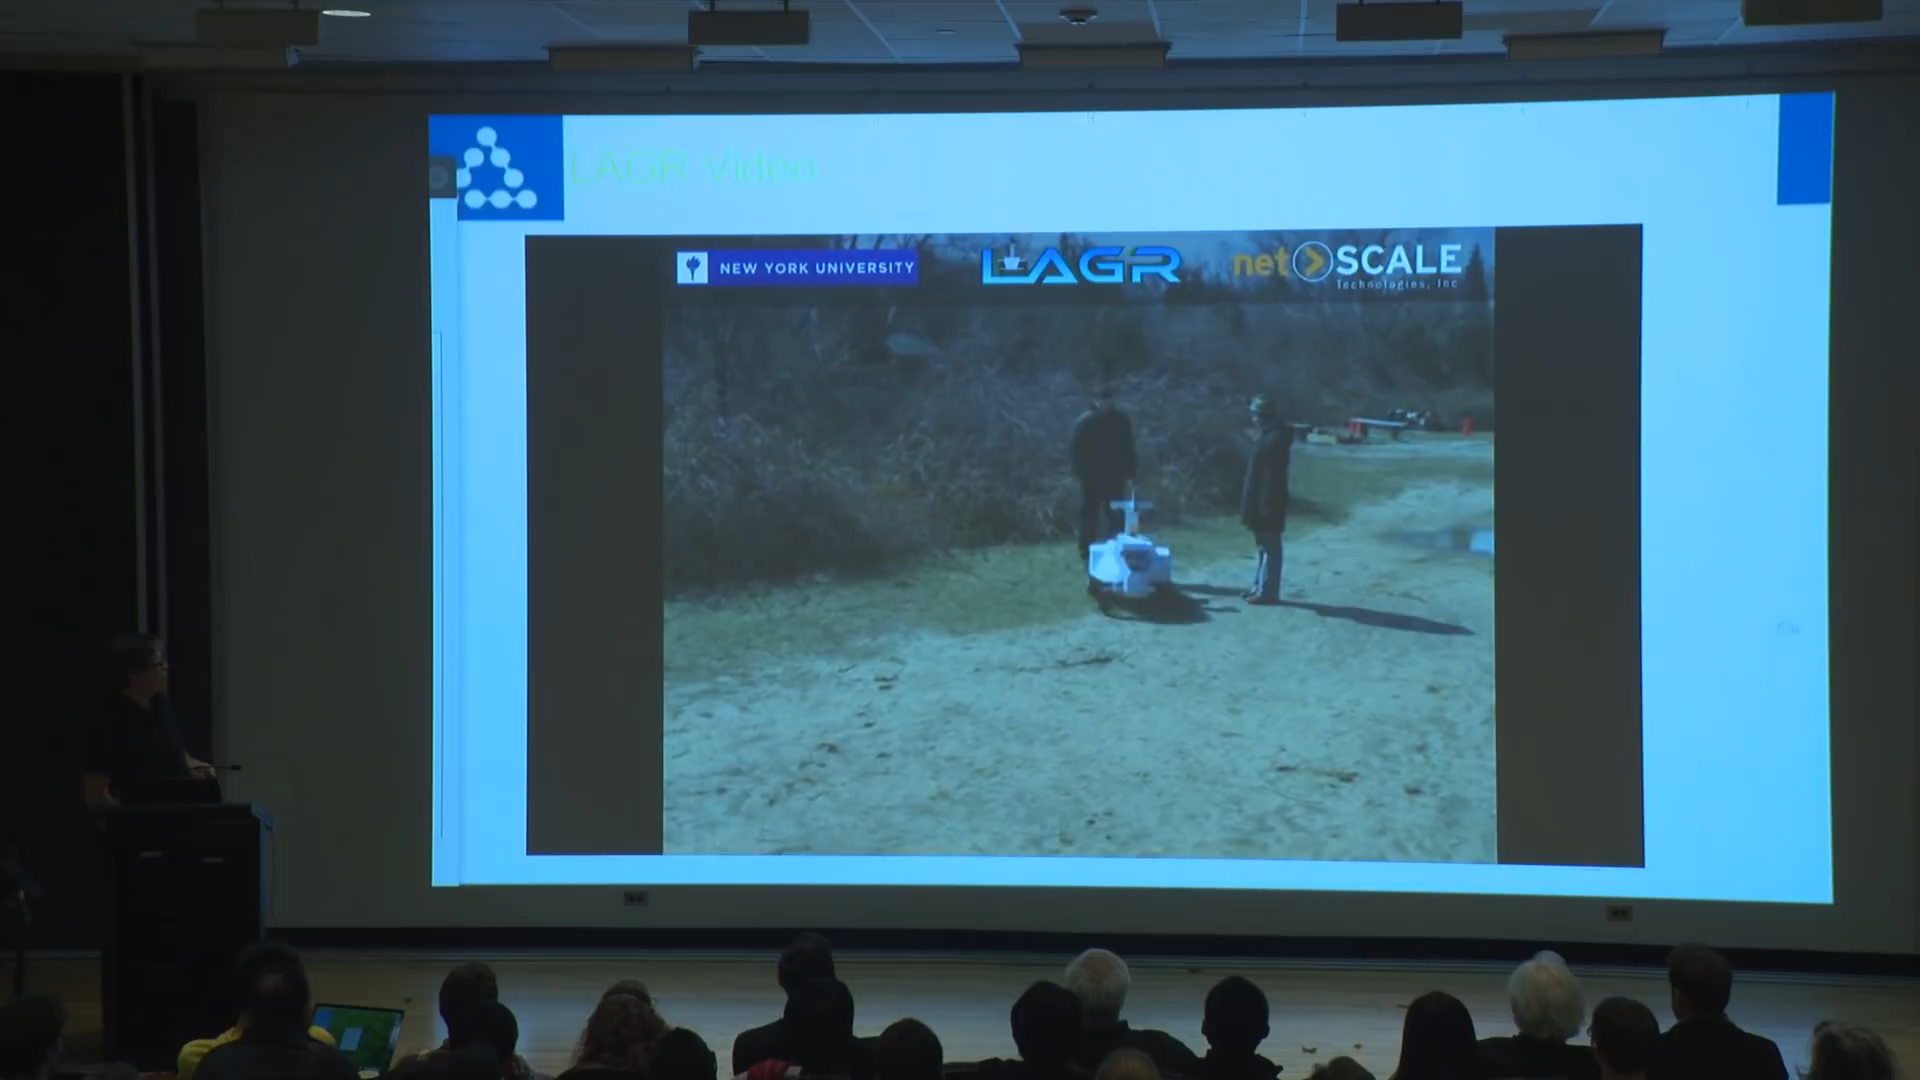 LAGR Video
NEW YORK UNIVERSITY
LAGR
net SCALE
Technologies, Inc